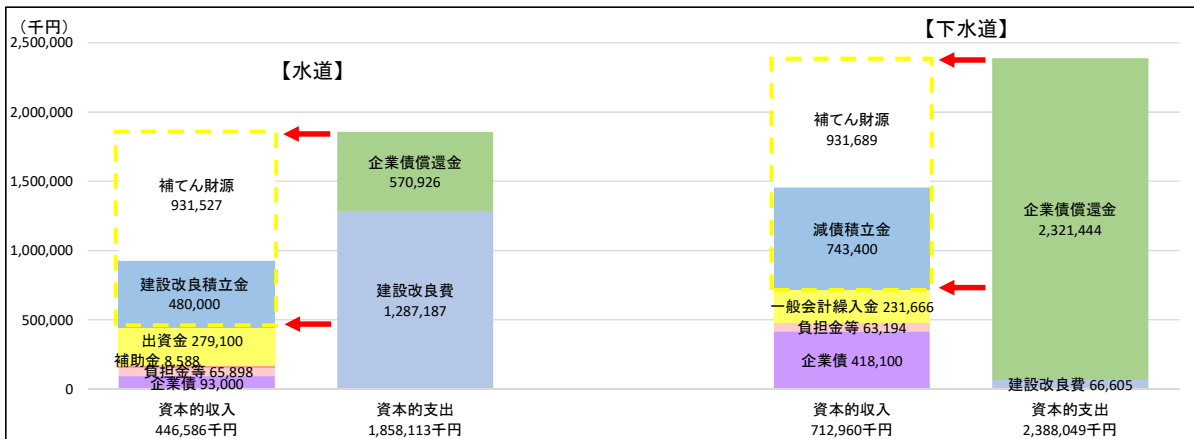 （千円）
2,500,000
2,000,000
1,500,000
1,000,000
500,000
0
【水道】
補てん財源
931,527
建設改良積立金
480,000
出資金 279,100
補助金 8,588
負担金等 65,898
企業債 93,000
資本的収入
446,586千円
企業債償還金
570,926
建設改良費
1,287,187
資本的支出
1,858,113千円
【下水道】
補てん財源
931,689
減債積立金
743,400
一般会計繰入金 231,666
負担金等 63,194
企業債 418,100
資本的収入
712,960千円
企業債償還金
2,321,444
建設改良費 66,605
資本的支出
2,388,049千円